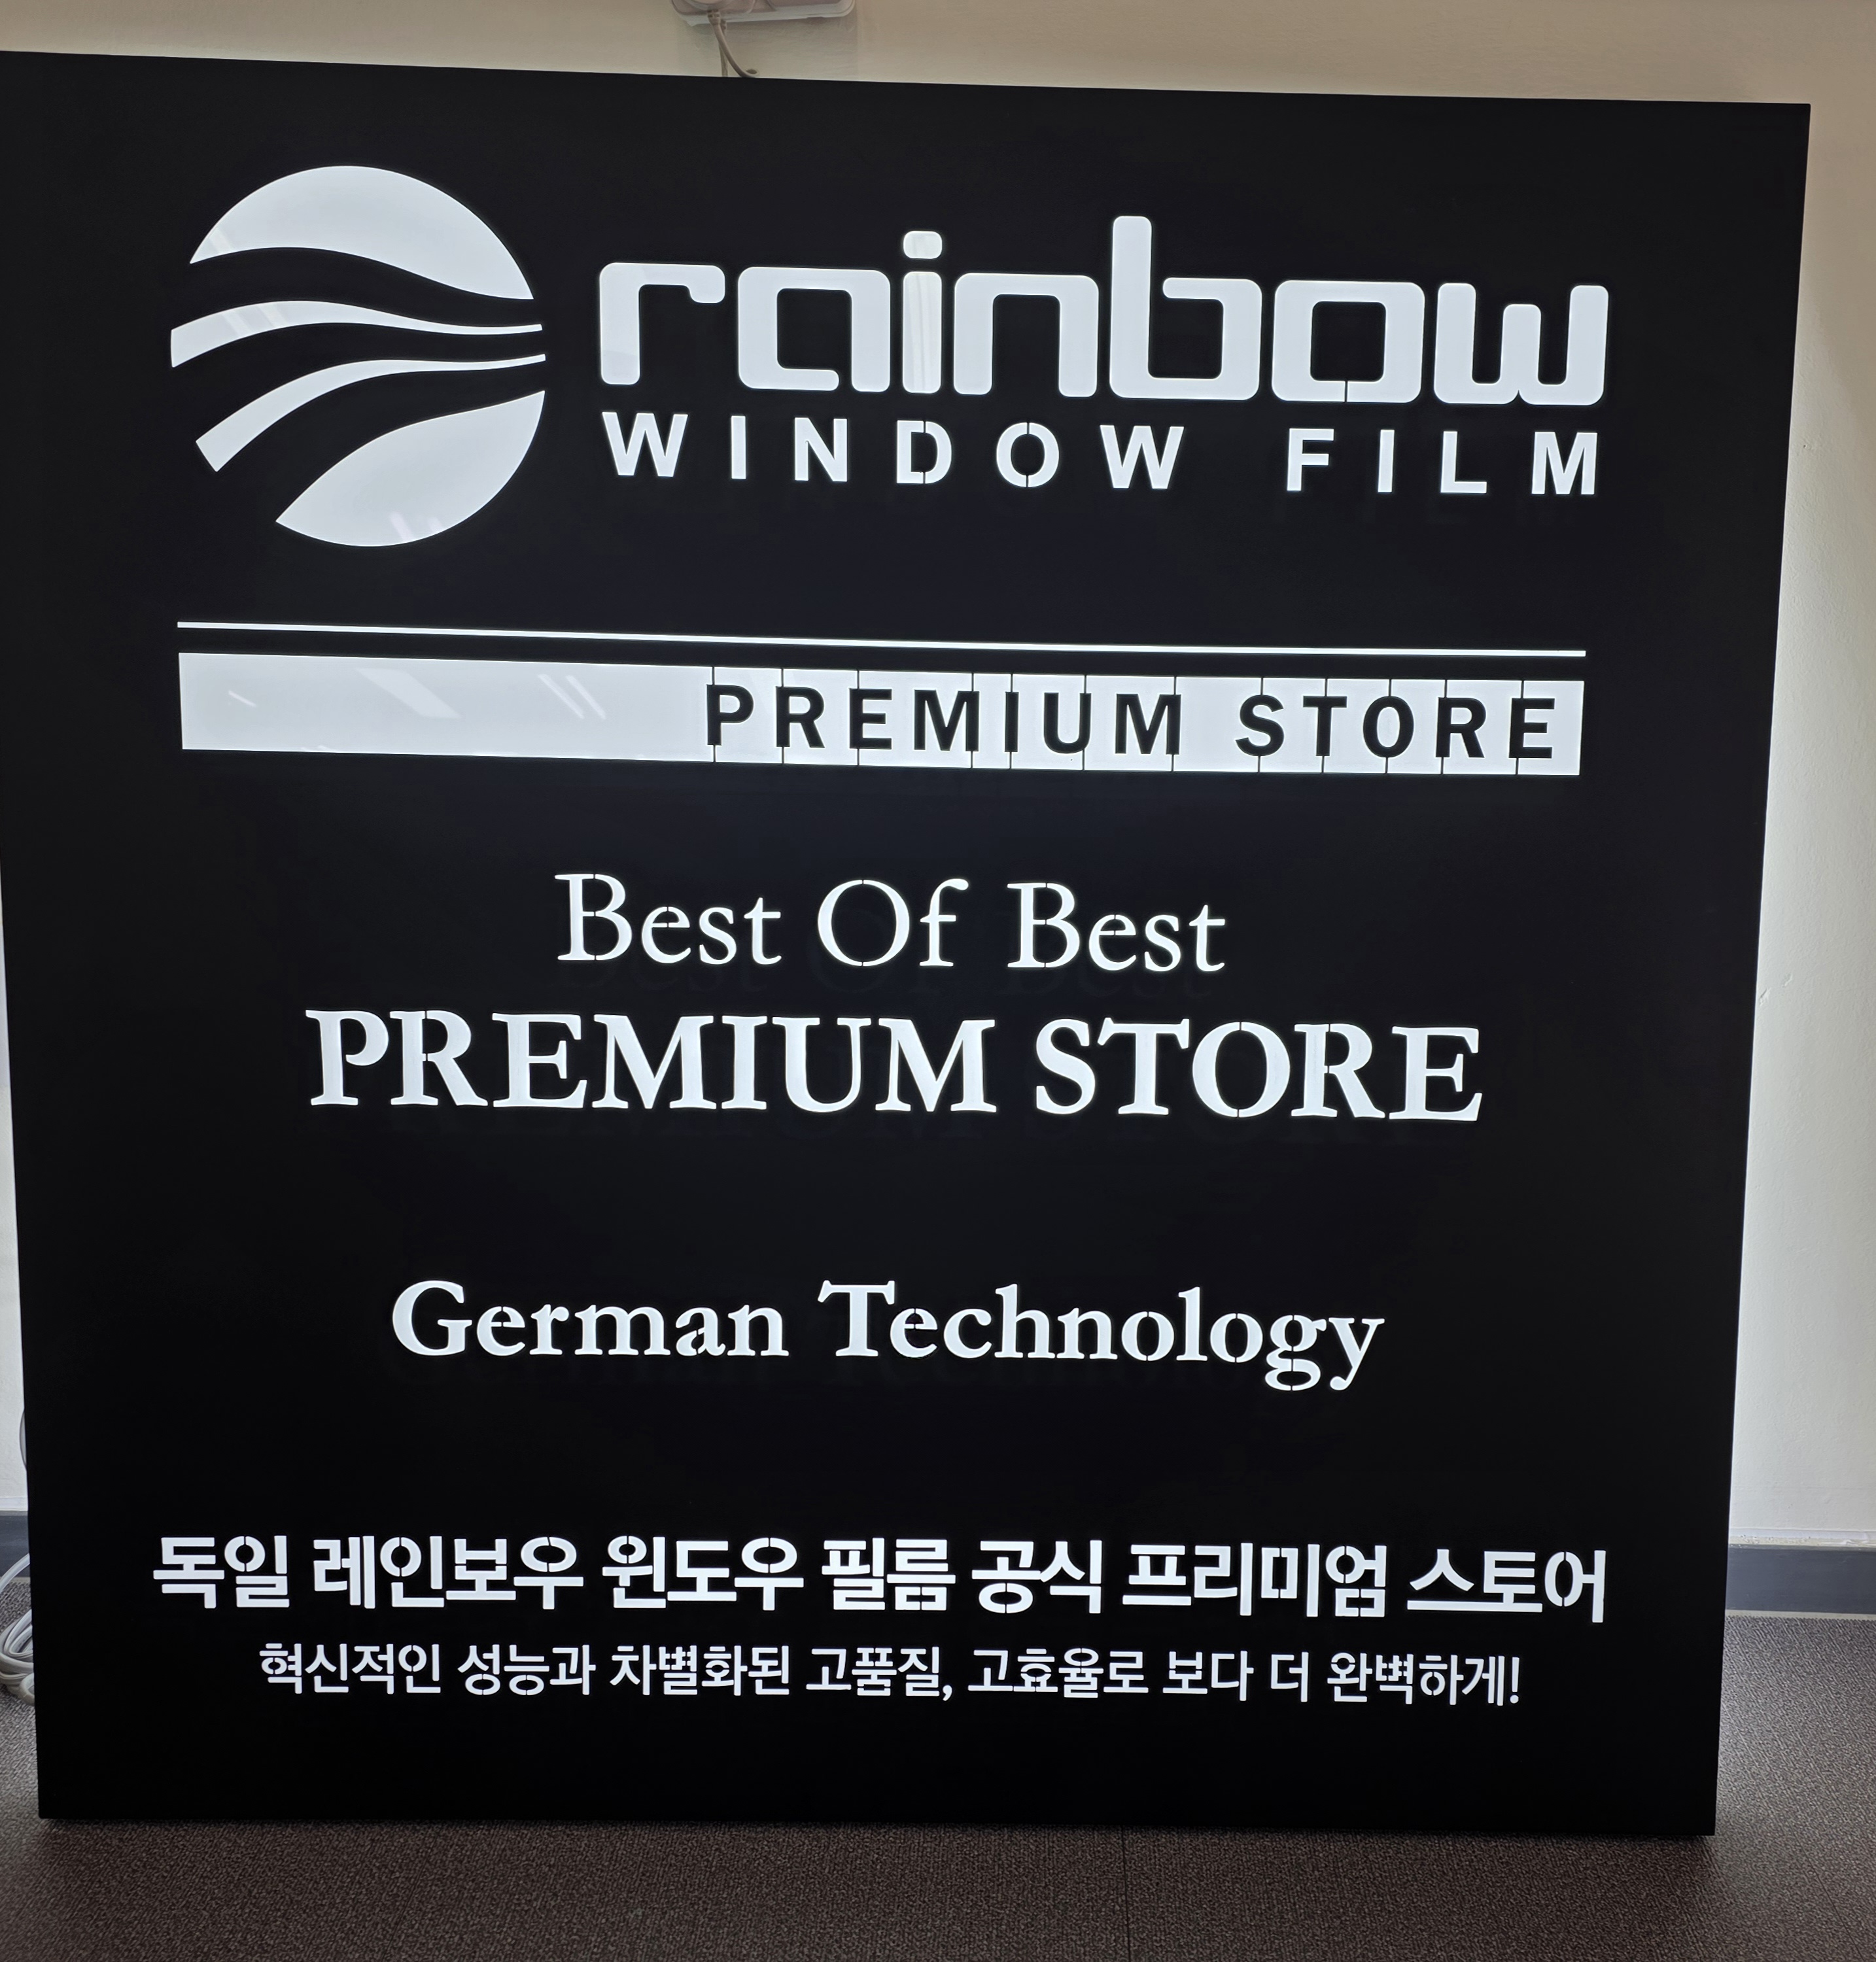 rainbow
WINDOW FILM
PREMIUM STORE
Best Of Best
PREMIUM STORE
German Technology
독일 레인보우 윈도우 필름 공식 프리미엄 스토어
혁신적인 성능과 차별화된 고품질, 고효율로 보다 더 완벽하게!